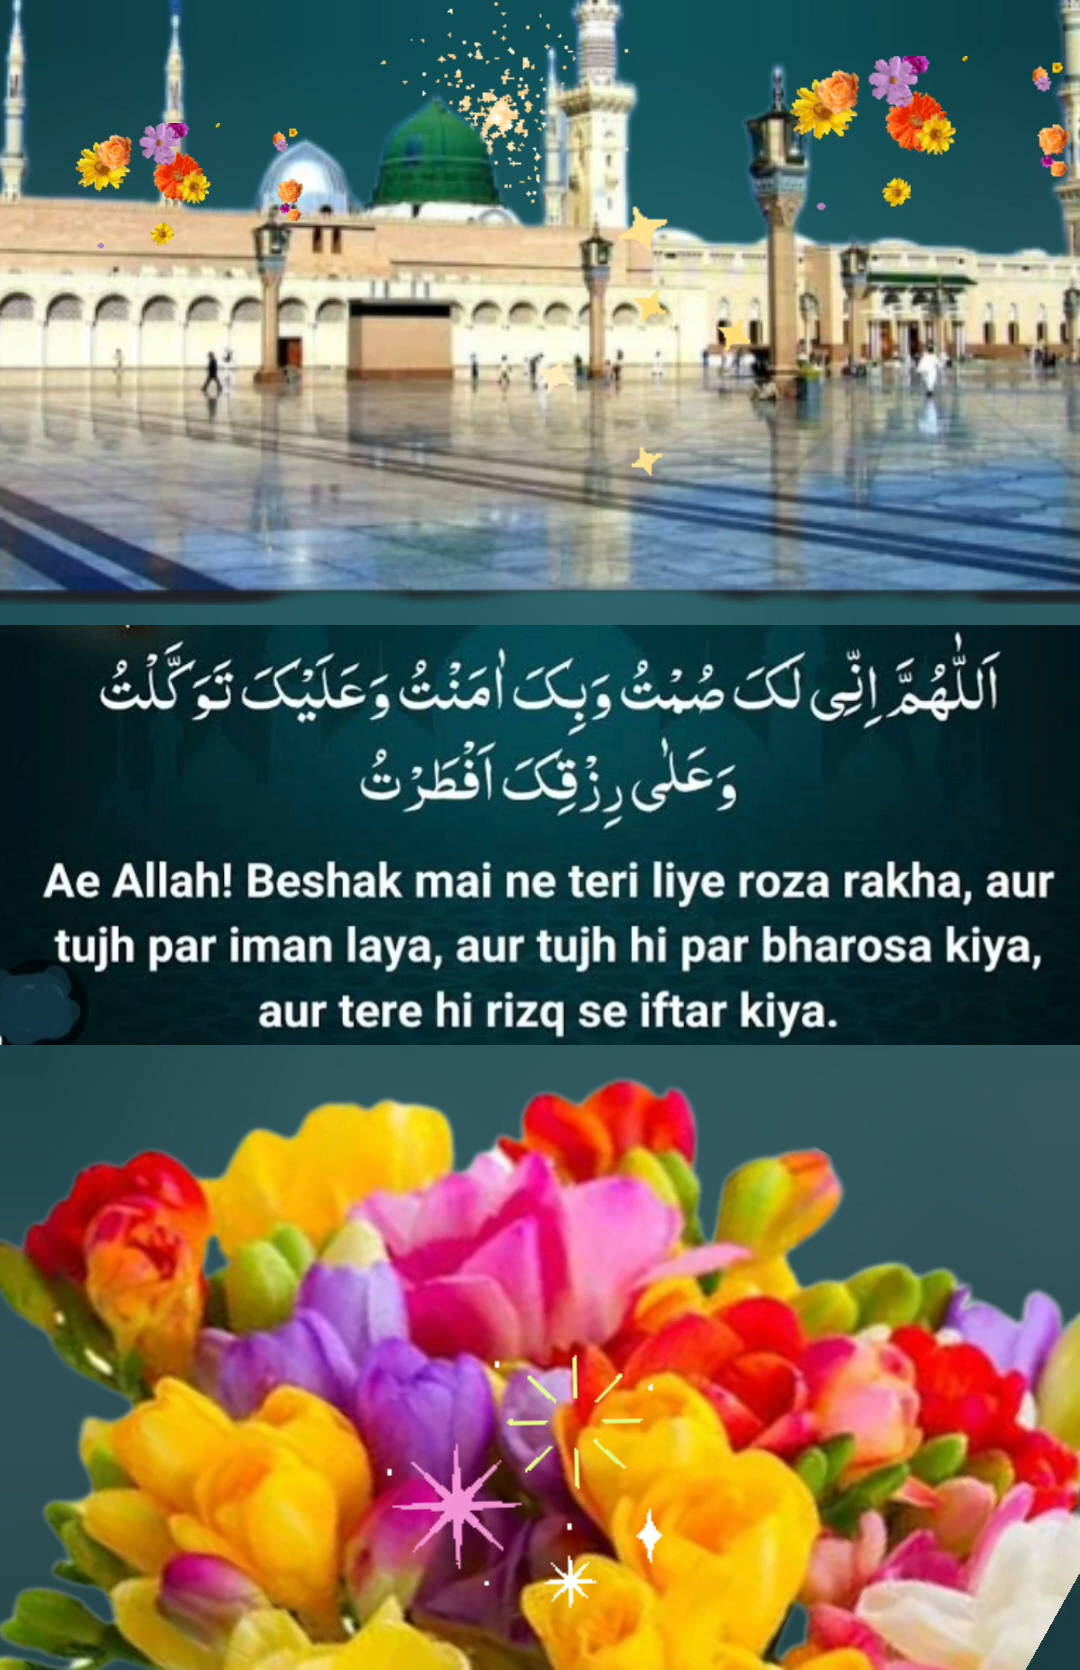 اَللّٰهُمَّ اِنِّی لَکَ صُمْتُ وَبِکَ اٰمَنْتُ وَعَلَیْکَ تَوَکَّلْتُ
وَعَلٰی رِزْقِکَ اَفْطَرْتُ
Ae Allah! Beshak mai ne teri liye roza rakha, aur
tujh par iman laya, aur tujh hi par bharosa kiya,
aur tere hi rizq se iftar kiya.